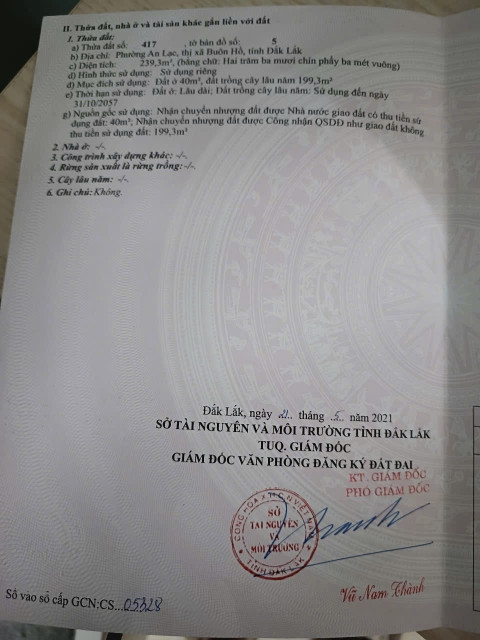 II. Thửa đất, nhà ở và tài sản khác gắn liền với đất
1. Thửa đất:
a) Thửa đất số: 417 , tờ bản đồ số: 5
b) Địa chỉ: Phường An Lạc, thị xã Buôn Hồ, tỉnh Đắk Lắk
c) Diện tích: 239,3m², (bằng chữ: Hai trăm ba mươi chín phẩy ba mét vuông)
d) Hình thức sử dụng: Sử dụng riêng
đ) Mục đích sử dụng: Đất ở 40m², đất trồng cây lâu năm 199,3m²
e) Thời hạn sử dụng: Đất ở: Lâu dài; Đất trồng cây lâu năm: Sử dụng đến ngày
31/10/2057
g) Nguồn gốc sử dụng: Nhận chuyển nhượng đất được Nhà nước giao đất có thu tiền sử
dụng đất: 40m²; Nhận chuyển nhượng đất được Công nhận QSDĐ như giao đất không
thu tiền sử dụng đất: 199,3m²
2. Nhà ở: -/-
3. Công trình xây dựng khác: -/-
4. Rừng sản xuất là rừng trồng: -/-
5. Cây lâu năm: -/-
6. Ghi chú: Không.
Đắk Lắk, ngày 21.. tháng .5.. năm 2021
SỞ TÀI NGUYÊN VÀ MÔI TRƯỜNG TỈNH ĐẮK LẮK
TUQ. GIÁM ĐỐC
GIÁM ĐỐC VĂN PHÒNG ĐĂNG KÝ ĐẤT ĐAI
KT. GIÁM ĐỐC
PHÓ GIÁM ĐỐC
CỘNG HÒA X.H.C.N VIỆT NAM
SỞ
TÀI NGUYÊN
VÀ
MÔI TRƯỜNG
TỈNH ĐẮK LẮK
Vũ Nam Thành
Số vào sổ cấp GCN:CS...05328